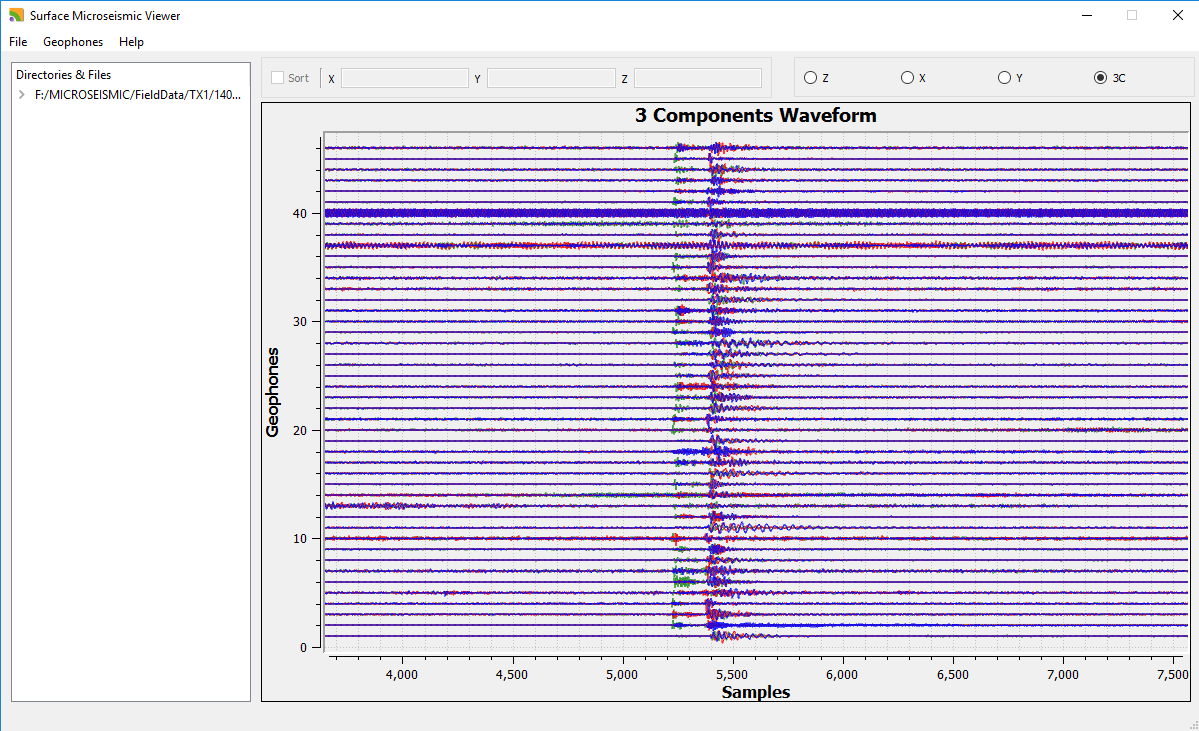 Surface Microseismic Viewer
File Geophones Help
Directories & Files
F:/MICROSEISMIC/FieldData/TX1/140...
Sort X Y Z
Z X Y 3C
3 Components Waveform
Geophones
40
30
20
10
0
4,000 4,500 5,000 5,500 6,000 6,500 7,000 7,500
Samples